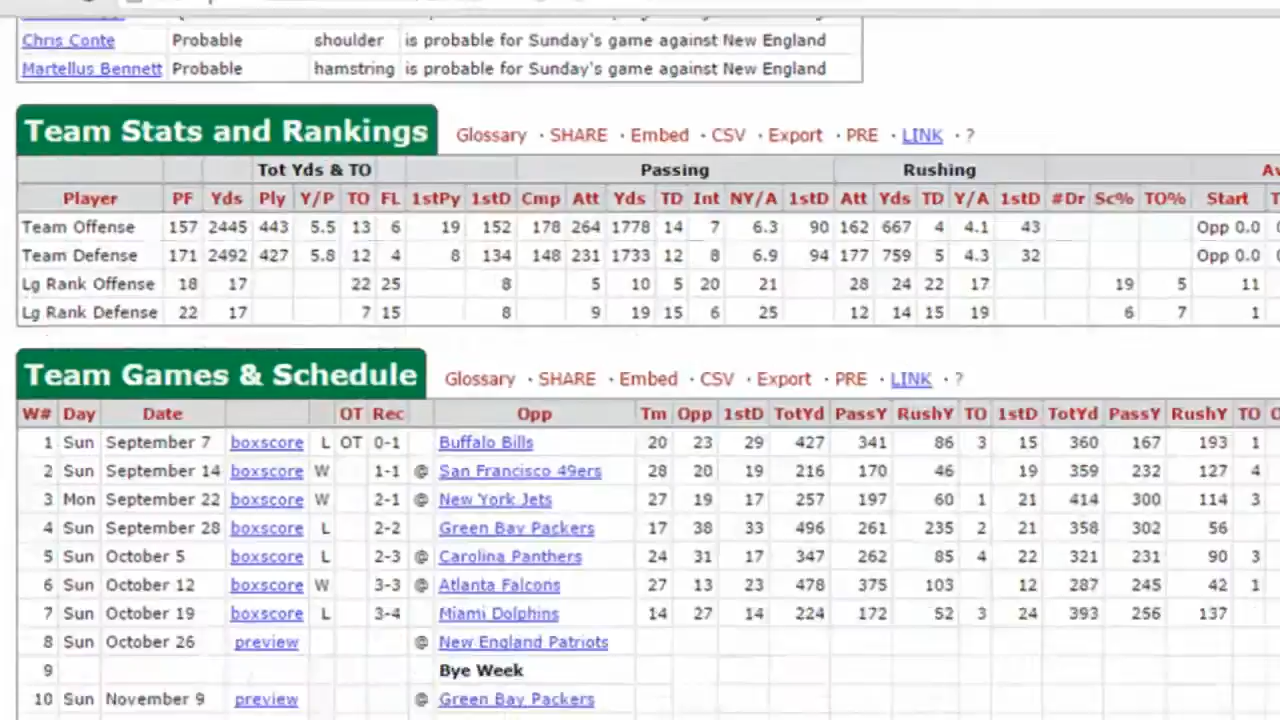 Chris Conte Probable shoulder is probable for Sunday's game against New England
Martellus Bennett Probable hamstring is probable for Sunday's game against New England
Team Stats and Rankings Glossary · SHARE · Embed · CSV · Export · PRE · LINK · ?
Tot Yds & TO Passing Rushing Av
Player PF Yds Ply Y/P TO FL 1stPy 1stD Cmp Att Yds TD Int NY/A 1stD Att Yds TD Y/A 1stD #Dr Sc% TO% Start
Team Offense 157 2445 443 5.5 13 6 19 152 178 264 1778 14 7 6.3 90 162 667 4 4.1 43 Opp 0.0
Team Defense 171 2492 427 5.8 12 4 8 134 148 231 1733 12 8 6.9 94 177 759 5 4.3 32 Opp 0.0
Lg Rank Offense 18 17 22 25 8 5 10 5 20 21 28 24 22 17 19 5 11
Lg Rank Defense 22 17 7 15 8 9 19 15 6 25 12 14 15 19 6 7 1
Team Games & Schedule Glossary · SHARE · Embed · CSV · Export · PRE · LINK · ?
W# Day Date OT Rec Opp Tm Opp 1stD TotYd PassY RushY TO 1stD TotYd PassY RushY TO
1 Sun September 7 boxscore L OT 0-1 Buffalo Bills 20 23 29 427 341 86 3 15 360 167 193 1
2 Sun September 14 boxscore W 1-1 @ San Francisco 49ers 28 20 19 216 170 46 19 359 232 127 4
3 Mon September 22 boxscore W 2-1 @ New York Jets 27 19 17 257 197 60 1 21 414 300 114 3
4 Sun September 28 boxscore L 2-2 Green Bay Packers 17 38 33 496 261 235 2 21 358 302 56
5 Sun October 5 boxscore L 2-3 @ Carolina Panthers 24 31 17 347 262 85 4 22 321 231 90 3
6 Sun October 12 boxscore W 3-3 @ Atlanta Falcons 27 13 23 478 375 103 12 287 245 42 1
7 Sun October 19 boxscore L 3-4 Miami Dolphins 14 27 14 224 172 52 3 24 393 256 137
8 Sun October 26 preview @ New England Patriots
9 Bye Week
10 Sun November 9 preview @ Green Bay Packers